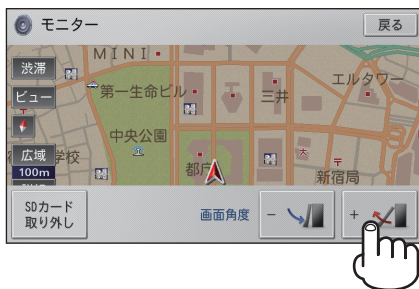 モニター
戻る
MINI
渋滞
エルタワー
ビュー
第一生命ビル
三井
中央公園
広域
学校
都庁
〒
新宿局
100m
SDカード
取り外し
画面角度
-
+